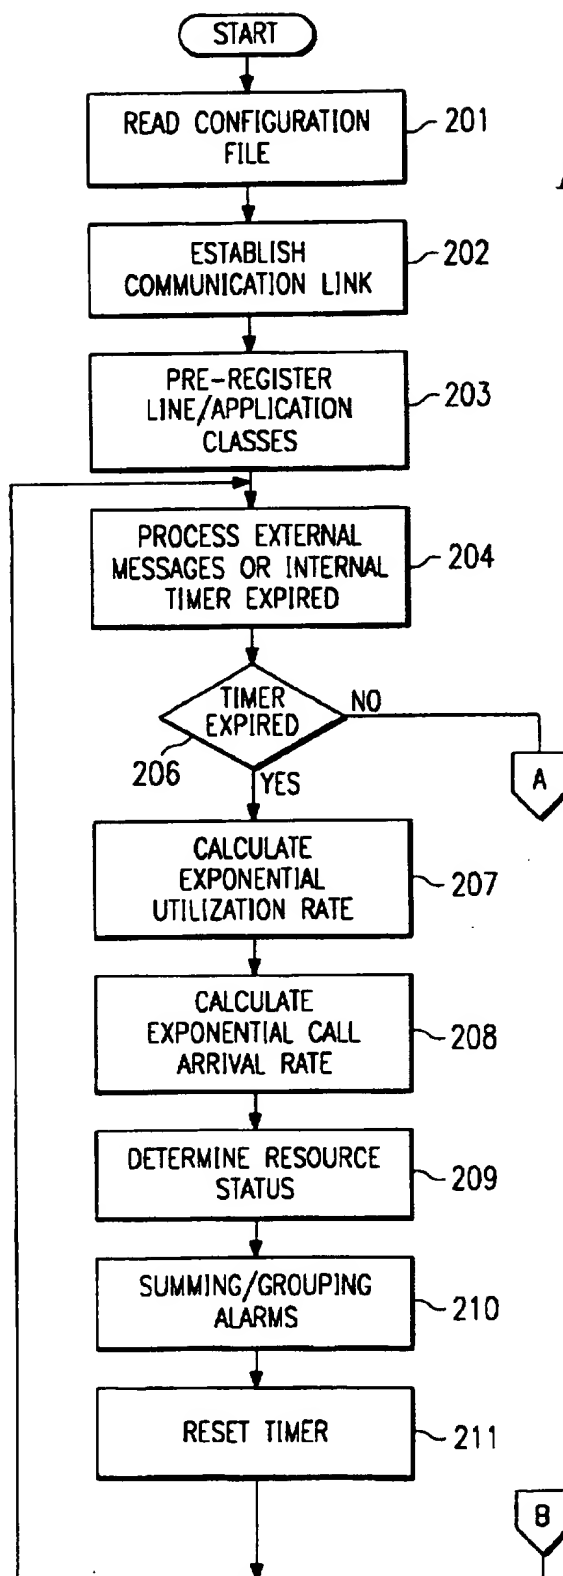 START
READ CONFIGURATION
FILE
201
ESTABLISH
COMMUNICATION LINK
202
PRE-REGISTER
LINE/APPLICATION
CLASSES
203
PROCESS EXTERNAL
MESSAGES OR INTERNAL
TIMER EXPIRED
204
TIMER
EXPIRED
NO
206
YES
A
CALCULATE
EXPONENTIAL
UTILIZATION RATE
207
CALCULATE
EXPONENTIAL CALL
ARRIVAL RATE
208
DETERMINE RESOURCE
STATUS
209
SUMMING/GROUPING
ALARMS
210
RESET TIMER
211
B